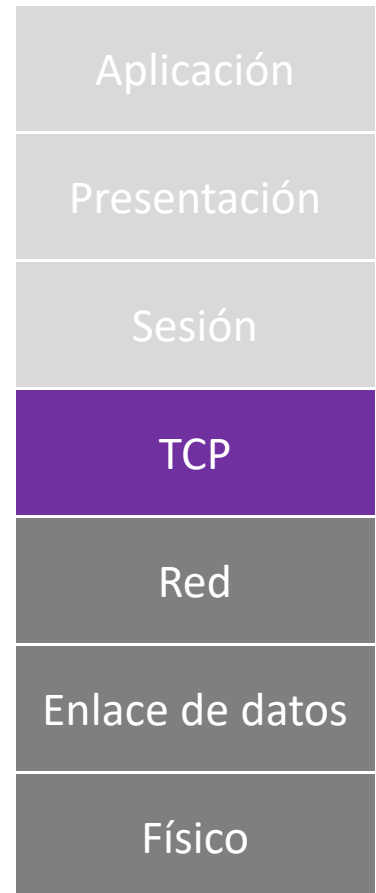 Aplicación
Presentación
Sesión
TCP
Red
Enlace de datos
Físico